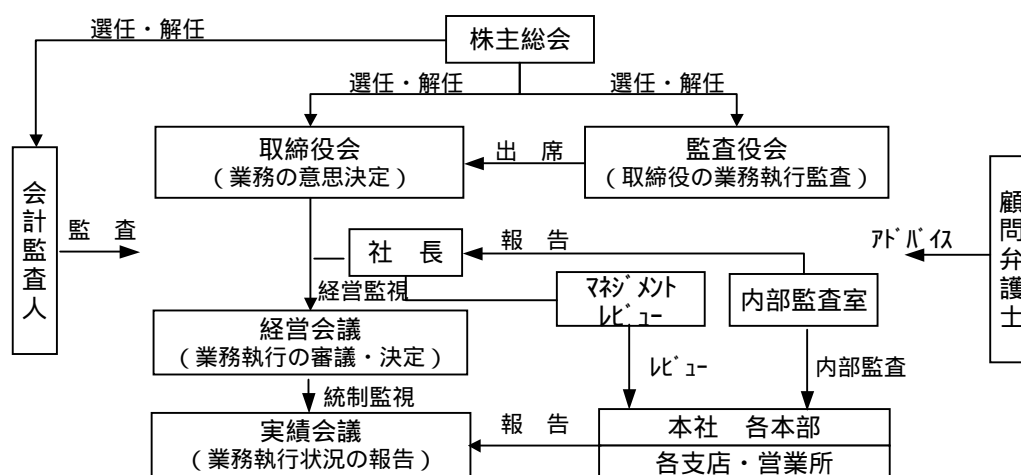 選任・解任
株主総会
選任・解任
選任・解任
取締役会
(業務の意思決定)
出 席
監査役会
(取締役の業務執行監査)
会計監査人
監 査
社 長
報 告
アドバイス
顧問弁護士
経営監視
マネジメント
レビュー
内部監査室
経営会議
(業務執行の審議・決定)
レビュー
内部監査
統制監視
実績会議
(業務執行状況の報告)
報 告
本社 各本部
各支店・営業所